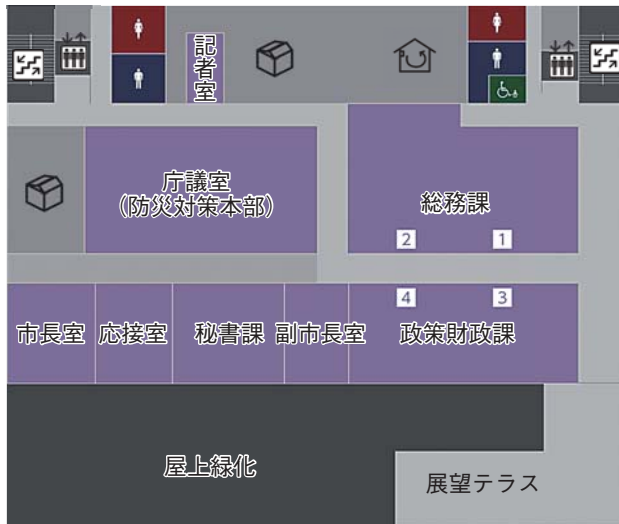 記者室
庁議室
（防災対策本部）
総務課
2
1
4
3
市長室
応接室
秘書課
副市長室
政策財政課
屋上緑化
展望テラス